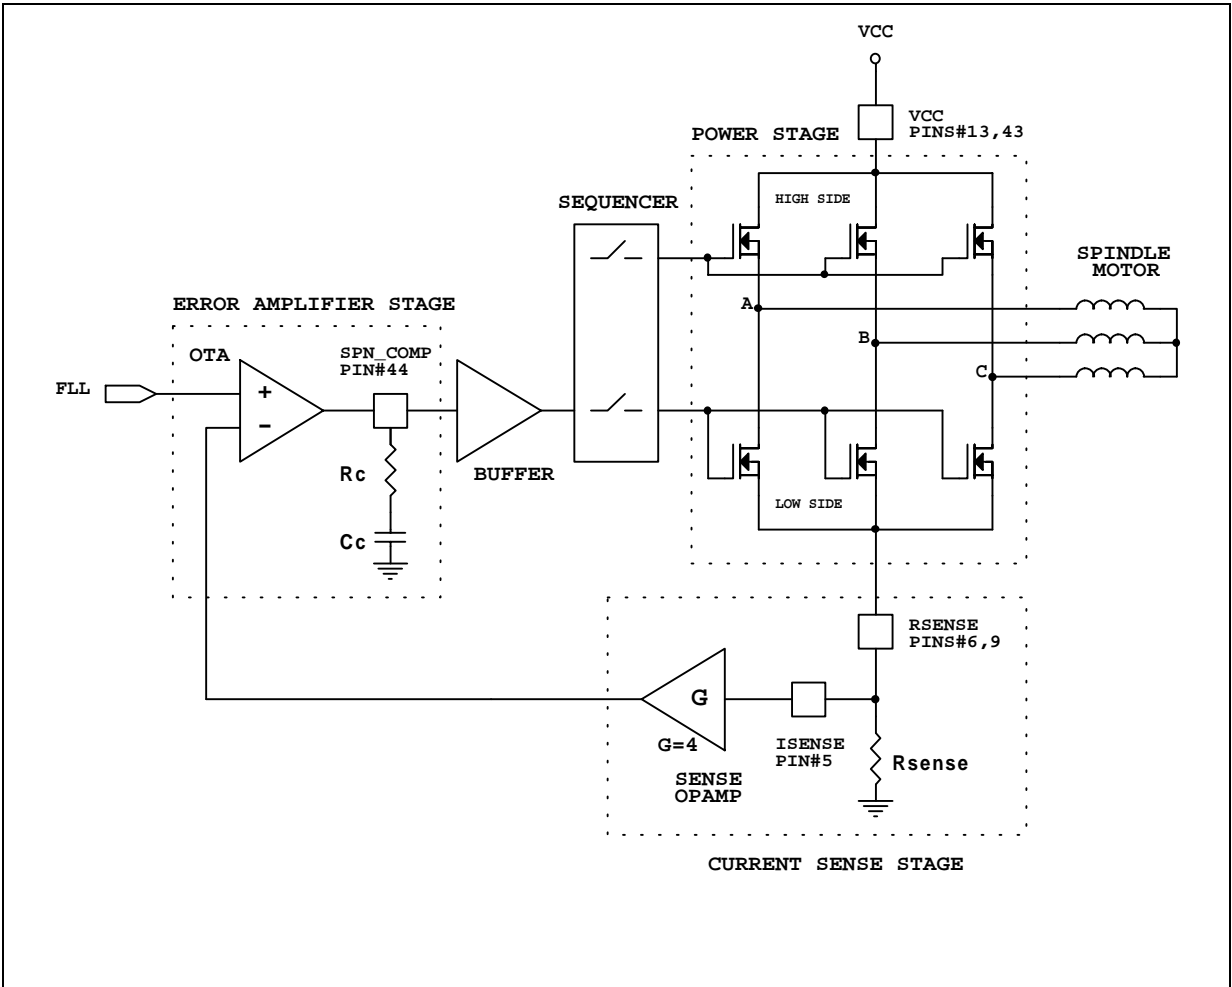 VCC
VCC
PINS#13,43
POWER STAGE
HIGH SIDE
SEQUENCER
SPINDLE
MOTOR
ERROR AMPLIFIER STAGE
A
B
C
OTA
SPN_COMP
PIN#44
FLL
+
-
BUFFER
Rc
LOW SIDE
Cc
RSENSE
PINS#6,9
G
G=4
ISENSE
PIN#5
Rsense
SENSE
OPAMP
CURRENT SENSE STAGE